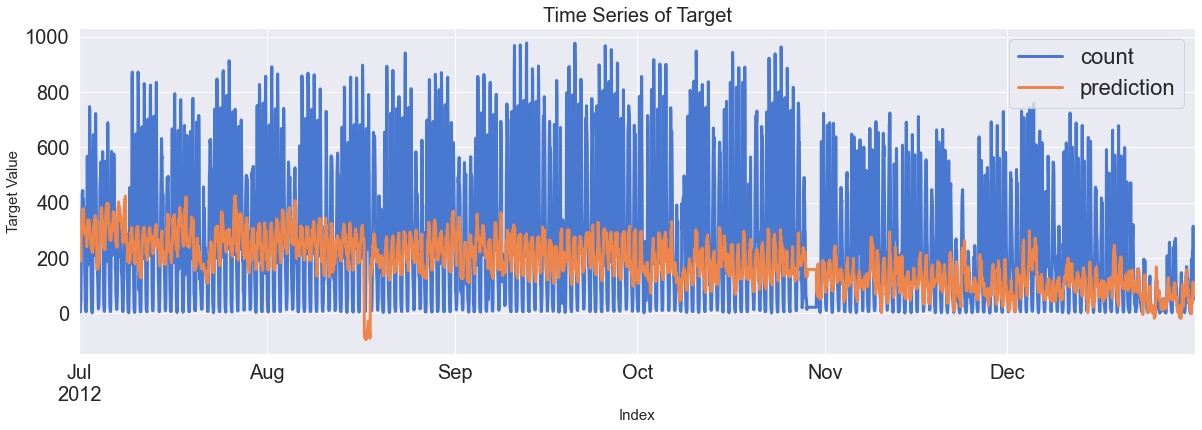 Time Series of Target
1000
800
600
400
200
0
Target Value
count
prediction
Jul
2012
Aug
Sep
Oct
Nov
Dec
Index